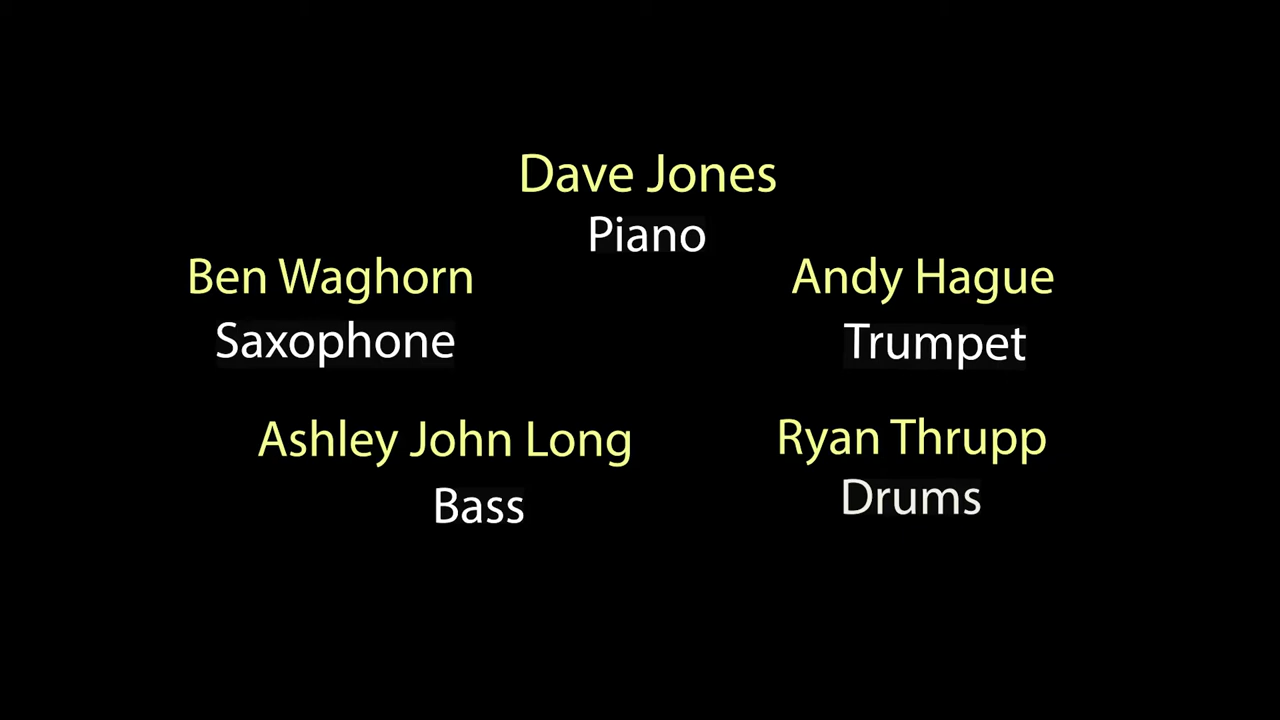 Dave Jones
Piano
Ben Waghorn
Saxophone
Andy Hague
Trumpet
Ashley John Long
Bass
Ryan Thrupp
Drums